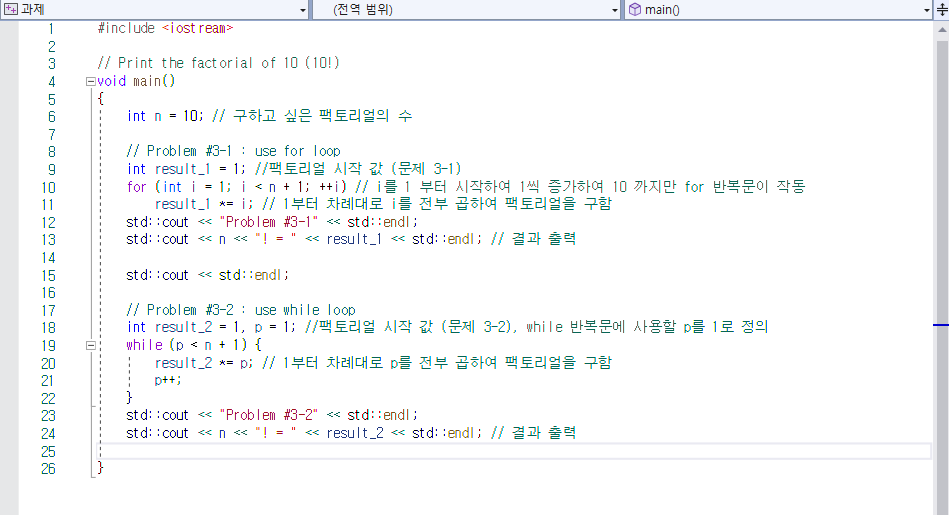 과제 (전역 범위) main()
1 #include <iostream>
2
3 // Print the factorial of 10 (10!)
4 void main()
5 {
6 int n = 10; // 구하고 싶은 팩토리얼의 수
7
8 // Problem #3-1 : use for loop
9 int result_1 = 1; //팩토리얼 시작 값 (문제 3-1)
10 for (int i = 1; i < n + 1; ++i) // i를 1 부터 시작하여 1씩 증가하여 10 까지만 for 반복문이 작동
11 result_1 *= i; // 1부터 차례대로 i를 전부 곱하여 팩토리얼을 구함
12 std::cout << "Problem #3-1" << std::endl;
13 std::cout << n << "! = " << result_1 << std::endl; // 결과 출력
14
15 std::cout << std::endl;
16
17 // Problem #3-2 : use while loop
18 int result_2 = 1, p = 1; //팩토리얼 시작 값 (문제 3-2), while 반복문에 사용할 p를 1로 정의
19 while (p < n + 1) {
20 result_2 *= p; // 1부터 차례대로 p를 전부 곱하여 팩토리얼을 구함
21 p++;
22 }
23 std::cout << "Problem #3-2" << std::endl;
24 std::cout << n << "! = " << result_2 << std::endl; // 결과 출력
25
26 }